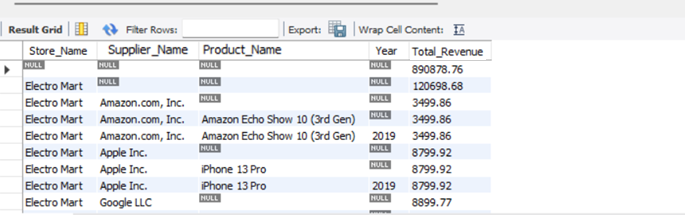 Result Grid Filter Rows: Export: Wrap Cell Content: IA
Store_Name Supplier_Name Product_Name Year Total_Revenue
NULL NULL NULL NULL 890878.76
Electro Mart NULL NULL NULL 120698.68
Electro Mart Amazon.com, Inc. NULL NULL 3499.86
Electro Mart Amazon.com, Inc. Amazon Echo Show 10 (3rd Gen) NULL 3499.86
Electro Mart Amazon.com, Inc. Amazon Echo Show 10 (3rd Gen) 2019 3499.86
Electro Mart Apple Inc. NULL NULL 8799.92
Electro Mart Apple Inc. iPhone 13 Pro NULL 8799.92
Electro Mart Apple Inc. iPhone 13 Pro 2019 8799.92
Electro Mart Google LLC NULL NULL 8899.77
NULL